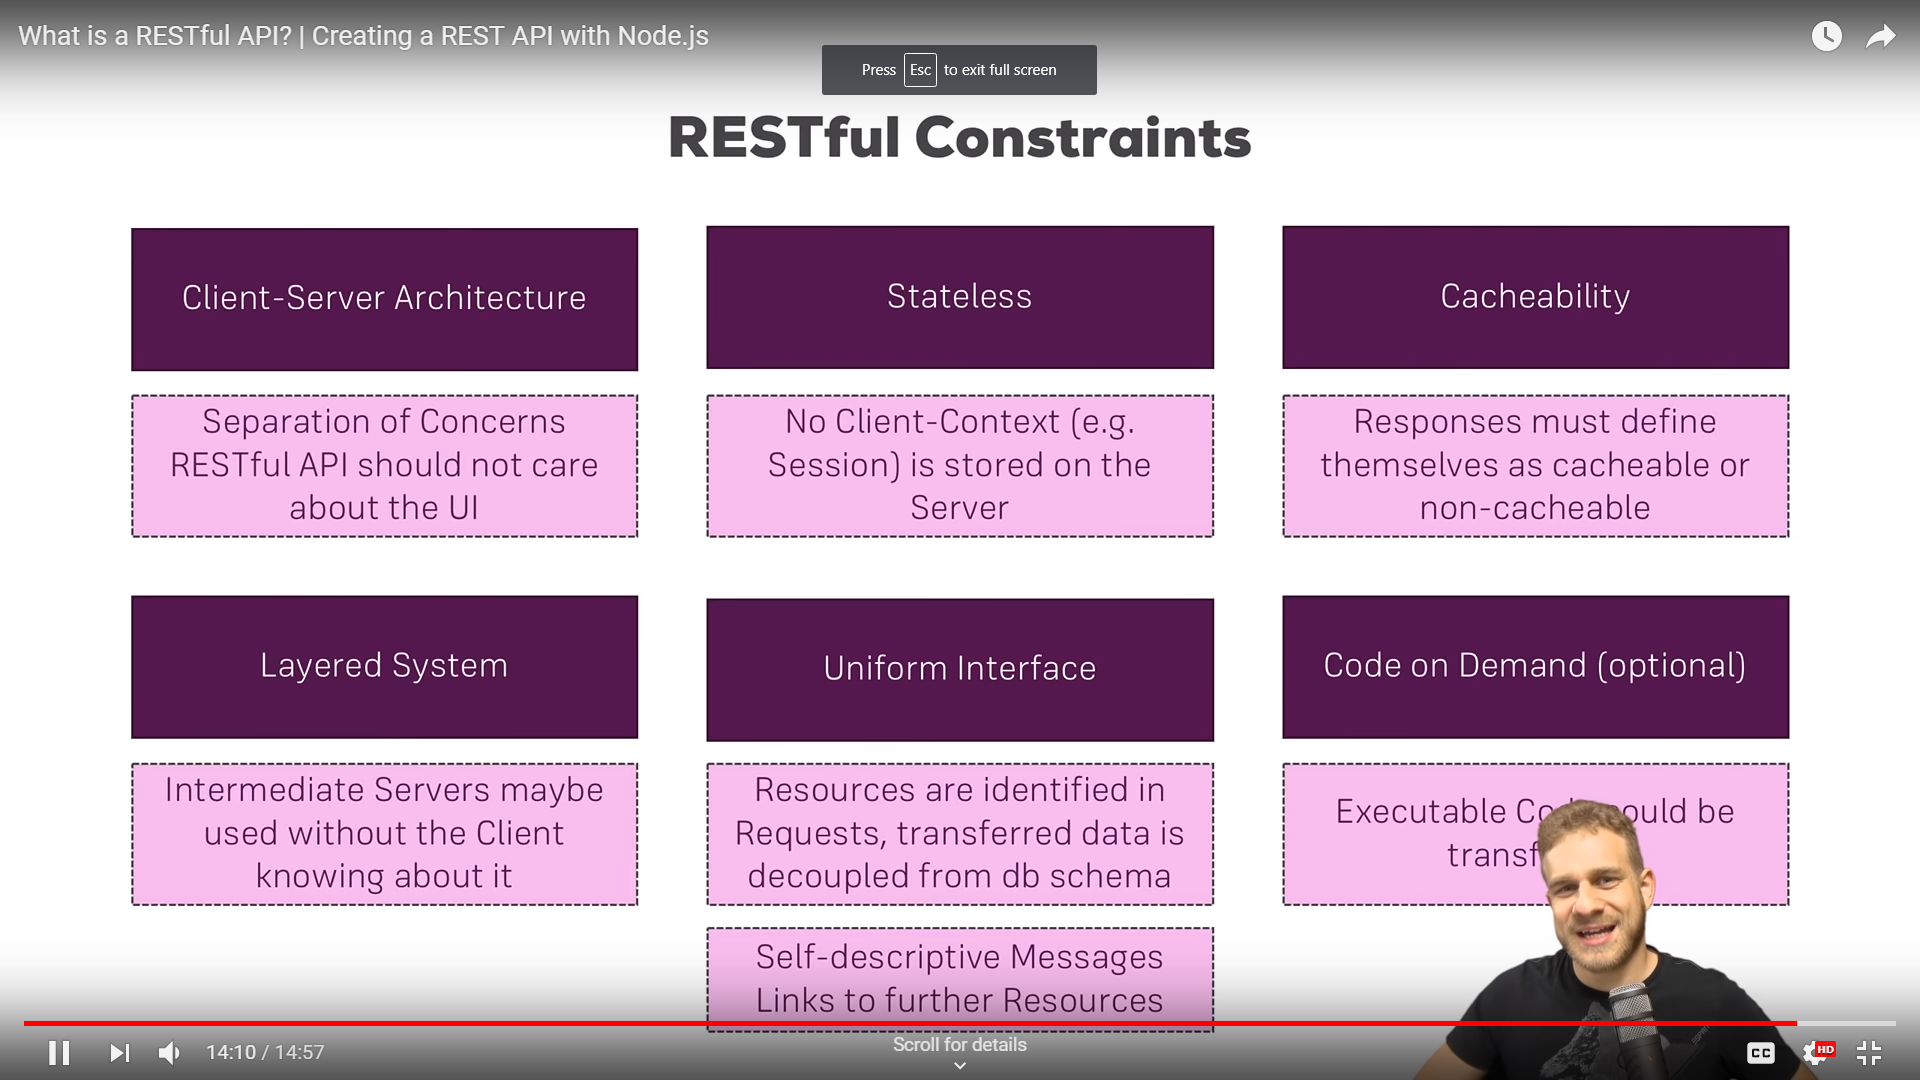 What is a RESTful API? | Creating a REST API with Node.js
Press Esc to exit full screen
RESTful Constraints
Client-Server Architecture
Separation of Concerns
RESTful API should not care
about the UI
Stateless
No Client-Context (e.g.
Session) is stored on the
Server
Cacheability
Responses must define
themselves as cacheable or
non-cacheable
Layered System
Intermediate Servers maybe
used without the Client
knowing about it
Uniform Interface
Resources are identified in
Requests, transferred data is
decoupled from db schema
Self-descriptive Messages
Links to further Resources
Code on Demand (optional)
Executable be
14:10 / 14:57
Scroll for details
CC
HD